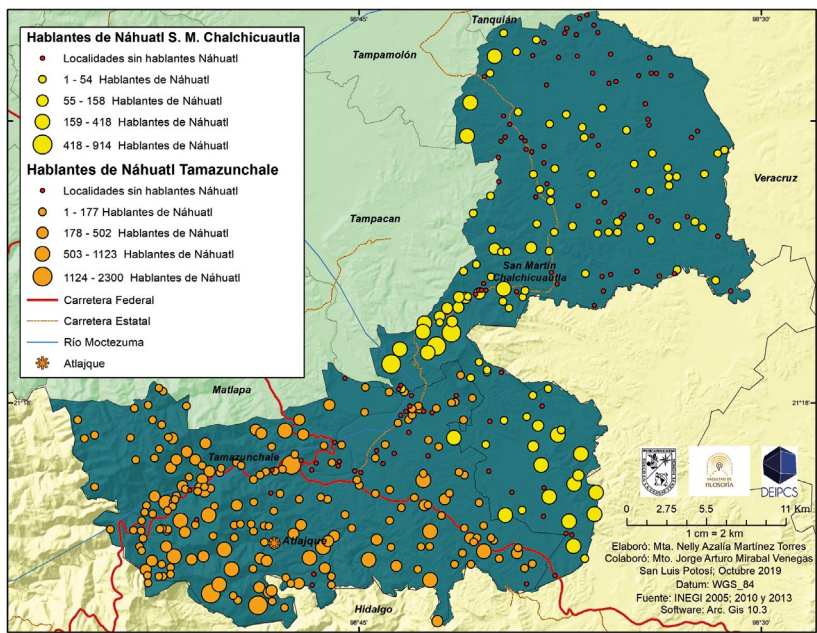 98°45'
98°30'
Tanquián
Hablantes de Náhuatl S. M. Chalchicuautla
Localidades sin hablantes Náhuatl
1 - 54 Hablantes de Náhuatl
55 - 158 Hablantes de Náhuatl
159 - 418 Hablantes de Náhuatl
418 - 914 Hablantes de Náhuatl
Hablantes de Náhuatl Tamazunchale
Localidades sin hablantes Náhuatl
1 - 177 Hablantes de Náhuatl
178 - 502 Hablantes de Náhuatl
503 - 1123 Hablantes de Náhuatl
1124 - 2300 Hablantes de Náhuatl
Carretera Federal
Carretera Estatal
Río Moctezuma
Atlajque
Tampamolón
Veracruz
Tampacan
San Martín
Chalchicuautla
Matlapa
21°18'
21°18'
Tamazunchale
Atlajque
Hidalgo
FACULTAD DE
FILOSOFÍA
DEIPCS
0 2.75 5.5 11 Km
1 cm = 2 km
Elaboró: Mta. Nelly Azalía Martínez Torres
Colaboró: Mto. Jorge Arturo Mirabal Venegas
San Luis Potosí; Octubre 2019
Datum: WGS_84
Fuente: INEGI 2005; 2010 y 2013
Software: Arc. Gis 10.3
98°45'
98°30'